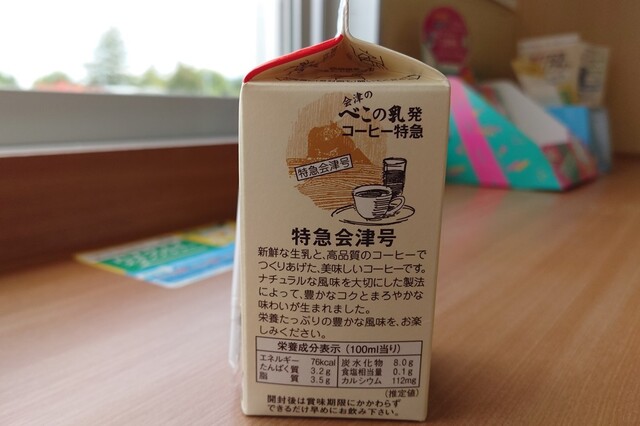 会津の
べこの乳発
コーヒー特急
特急会津号
特急会津号
新鮮な生乳と、高品質のコーヒーで
つくりあげた、美味しいコーヒーです。
ナチュラルな風味を大切にした製法
によって、豊かなコクとまろやかな
味わいが生まれました。
栄養たっぷりの豊かな風味を、お楽
しみください。
栄養成分表示(100ml当り)
エネルギー 76kcal 炭水化物 8.0g
たんぱく質 3.2g 食塩相当量 0.1g
脂質 3.5g カルシウム 112mg
(推定値)
開封後は賞味期限にかかわらず
できるだけ早めにお飲み下さい。